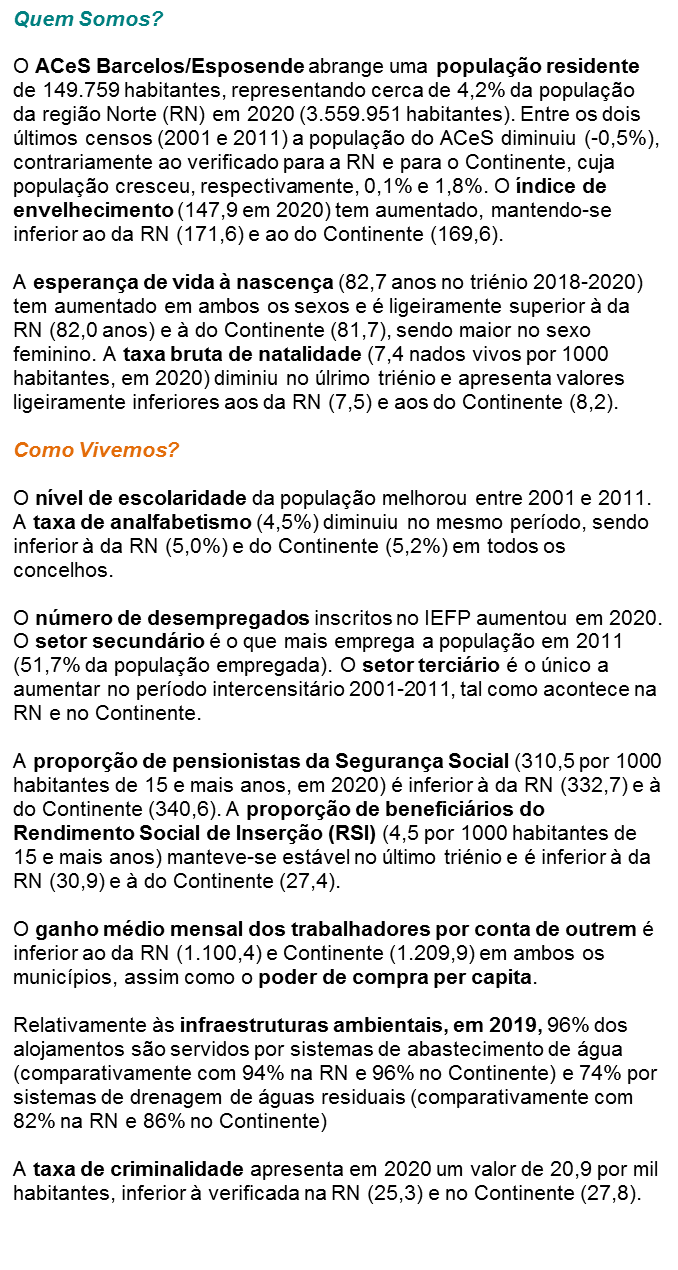 Quem Somos?
O ACeS Barcelos/Esposende abrange uma população residente
de 149.759 habitantes, representando cerca de 4,2% da população
da região Norte (RN) em 2020 (3.559.951 habitantes). Entre os dois
últimos censos (2001 e 2011) a população do ACeS diminuiu (-0,5%),
contrariamente ao verificado para a RN e para o Continente, cuja
população cresceu, respectivamente, 0,1% e 1,8%. O índice de
envelhecimento (147,9 em 2020) tem aumentado, mantendo-se
inferior ao da RN (171,6) e ao do Continente (169,6).
A esperança de vida à nascença (82,7 anos no triénio 2018-2020)
tem aumentado em ambos os sexos e é ligeiramente superior à da
RN (82,0 anos) e à do Continente (81,7), sendo maior no sexo
feminino. A taxa bruta de natalidade (7,4 nados vivos por 1000
habitantes, em 2020) diminiu no úlrimo triénio e apresenta valores
ligeiramente inferiores aos da RN (7,5) e aos do Continente (8,2).
Como Vivemos?
O nível de escolaridade da população melhorou entre 2001 e 2011.
A taxa de analfabetismo (4,5%) diminuiu no mesmo período, sendo
inferior à da RN (5,0%) e do Continente (5,2%) em todos os
concelhos.
O número de desempregados inscritos no IEFP aumentou em 2020.
O setor secundário é o que mais emprega a população em 2011
(51,7% da população empregada). O setor terciário é o único a
aumentar no período intercensitário 2001-2011, tal como acontece na
RN e no Continente.
A proporção de pensionistas da Segurança Social (310,5 por 1000
habitantes de 15 e mais anos, em 2020) é inferior à da RN (332,7) e à
do Continente (340,6). A proporção de beneficiários do
Rendimento Social de Inserção (RSI) (4,5 por 1000 habitantes de
15 e mais anos) manteve-se estável no último triénio e é inferior à da
RN (30,9) e à do Continente (27,4).
O ganho médio mensal dos trabalhadores por conta de outrem é
inferior ao da RN (1.100,4) e Continente (1.209,9) em ambos os
municípios, assim como o poder de compra per capita.
Relativamente às infraestruturas ambientais, em 2019, 96% dos
alojamentos são servidos por sistemas de abastecimento de água
(comparativamente com 94% na RN e 96% no Continente) e 74% por
sistemas de drenagem de águas residuais (comparativamente com
82% na RN e 86% no Continente)
A taxa de criminalidade apresenta em 2020 um valor de 20,9 por mil
habitantes, inferior à verificada na RN (25,3) e no Continente (27,8).